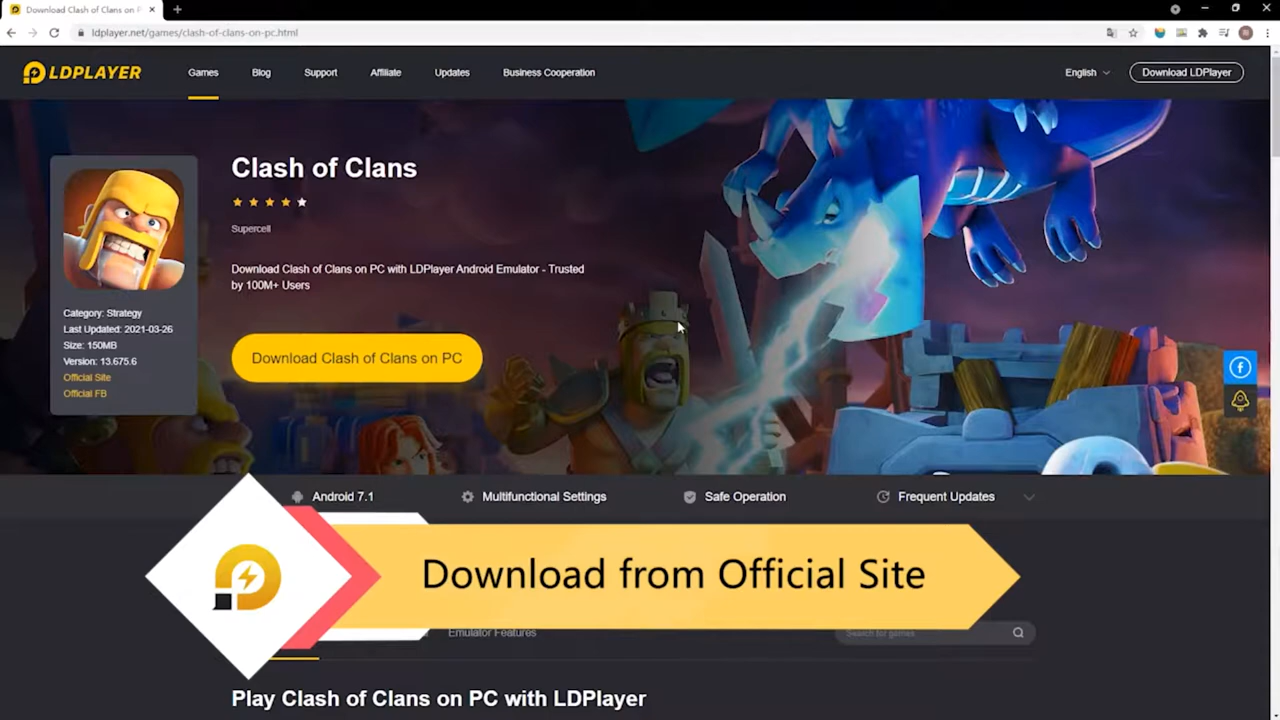 Download Clash of Clans on P
ldplayer.net/games/clash-of-clans-on-pc.html
LDPLAYER
Games
Blog
Support
Affiliate
Updates
Business Cooperation
English
Download LDPlayer
Clash of Clans
Supercell
Download Clash of Clans on PC with LDPlayer Android Emulator - Trusted
by 100M+ Users
Category: Strategy
Last Updated: 2021-03-26
Size: 150MB
Version: 13.675.6
Official Site
Official FB
Download Clash of Clans on PC
Android 7.1
Multifunctional Settings
Safe Operation
Frequent Updates
Download from Official Site
Emulator Features
Search for games
Play Clash of Clans on PC with LDPlayer